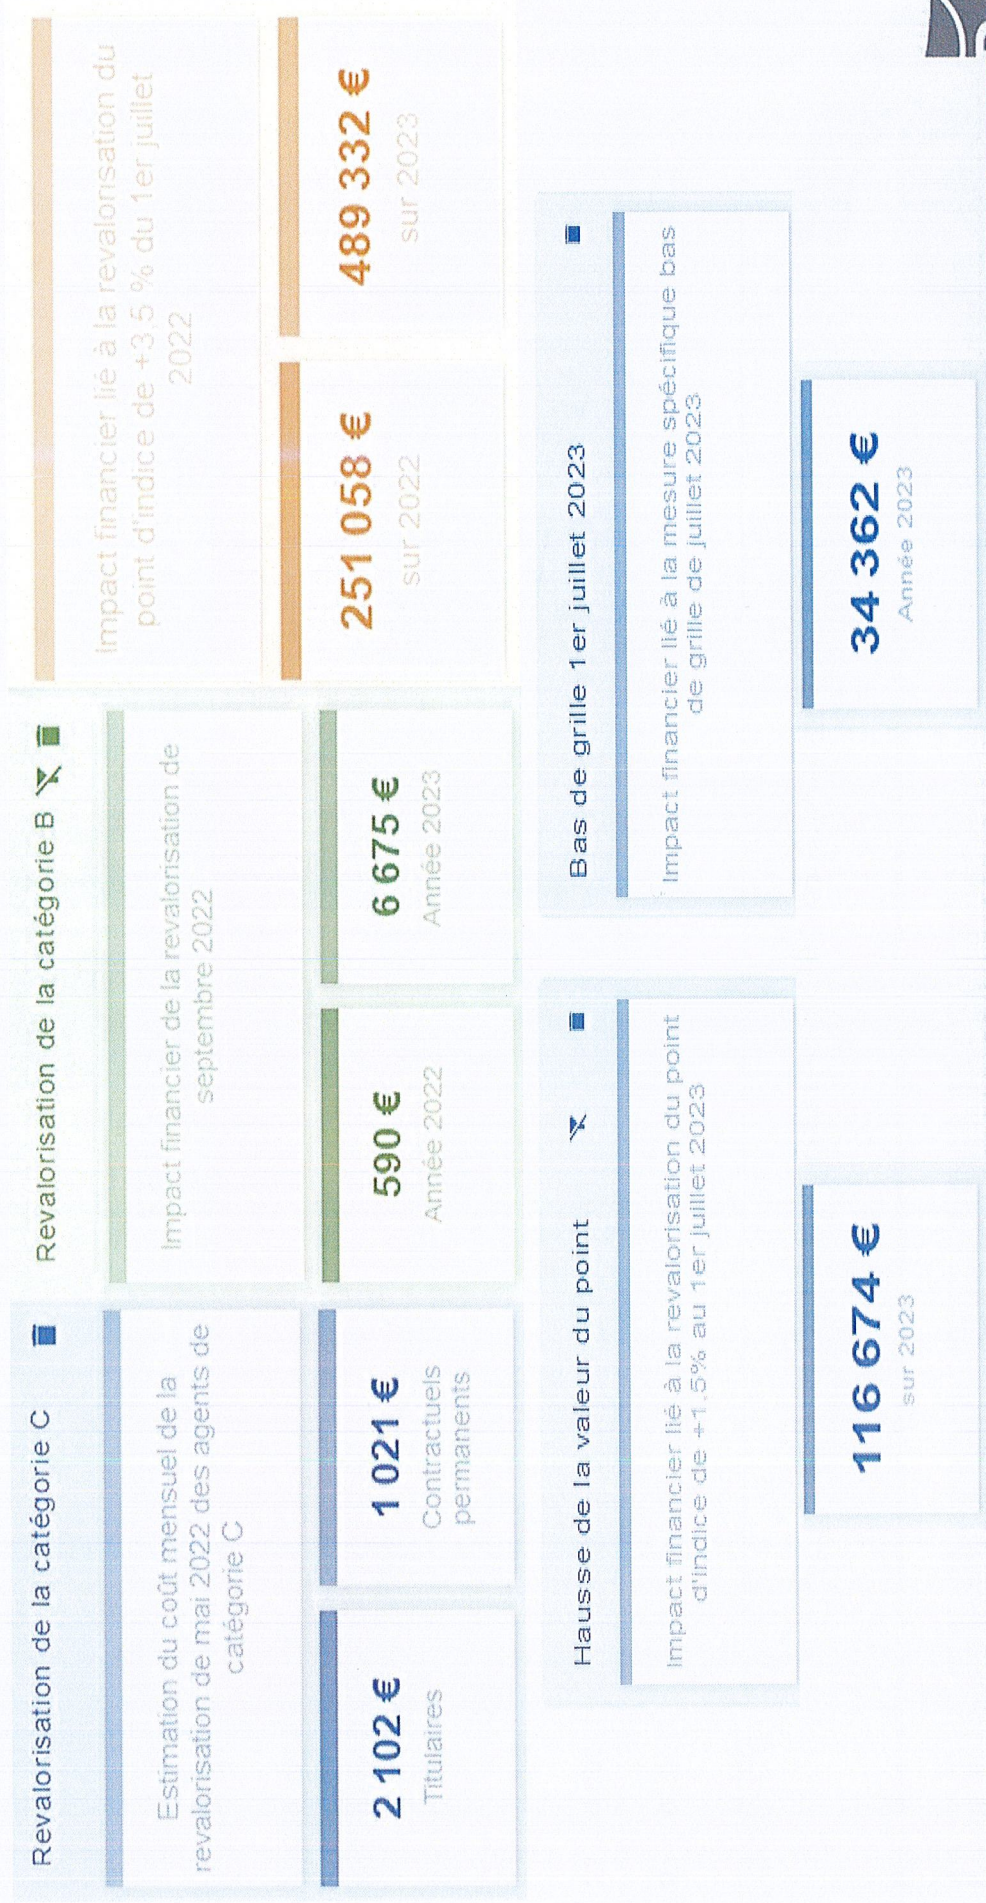 Revalorisation de la catégorie C
Estimation du coût mensuel de la
revalorisation de mai 2022 des agents de
catégorie C
2 102 €
Titulaires
1 021 €
Contractuels
permanents
Revalorisation de la catégorie B
Impact financier de la revalorisation de
septembre 2022
590 €
Année 2022
6 675 €
Année 2023
Impact financier lié à la revalorisation du
point d'indice de +3,5 % du 1er juillet
2022
251 058 €
sur 2022
489 332 €
sur 2023
Hausse de la valeur du point
Impact financier lié à la revalorisation du point
d'indice de +1,5% au 1er juillet 2023
116 674 €
sur 2023
Bas de grille 1er juillet 2023
Impact financier lié à la mesure spécifique bas
de grille de juillet 2023
34 362 €
Année 2023